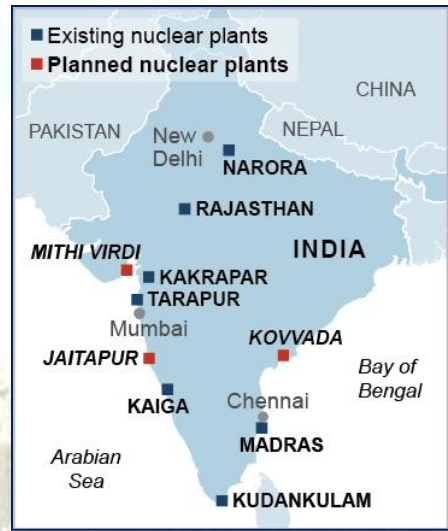 Existing nuclear plants
Planned nuclear plants
CHINA
PAKISTAN
New
Delhi
NEPAL
NARORA
RAJASTHAN
MITHI VIRDI
INDIA
KAKRAPAR
TARAPUR
Mumbai
KOVVADA
JAITAPUR
Bay of
Bengal
KAIGA
Chennai
MADRAS
Arabian
Sea
KUDANKULAM